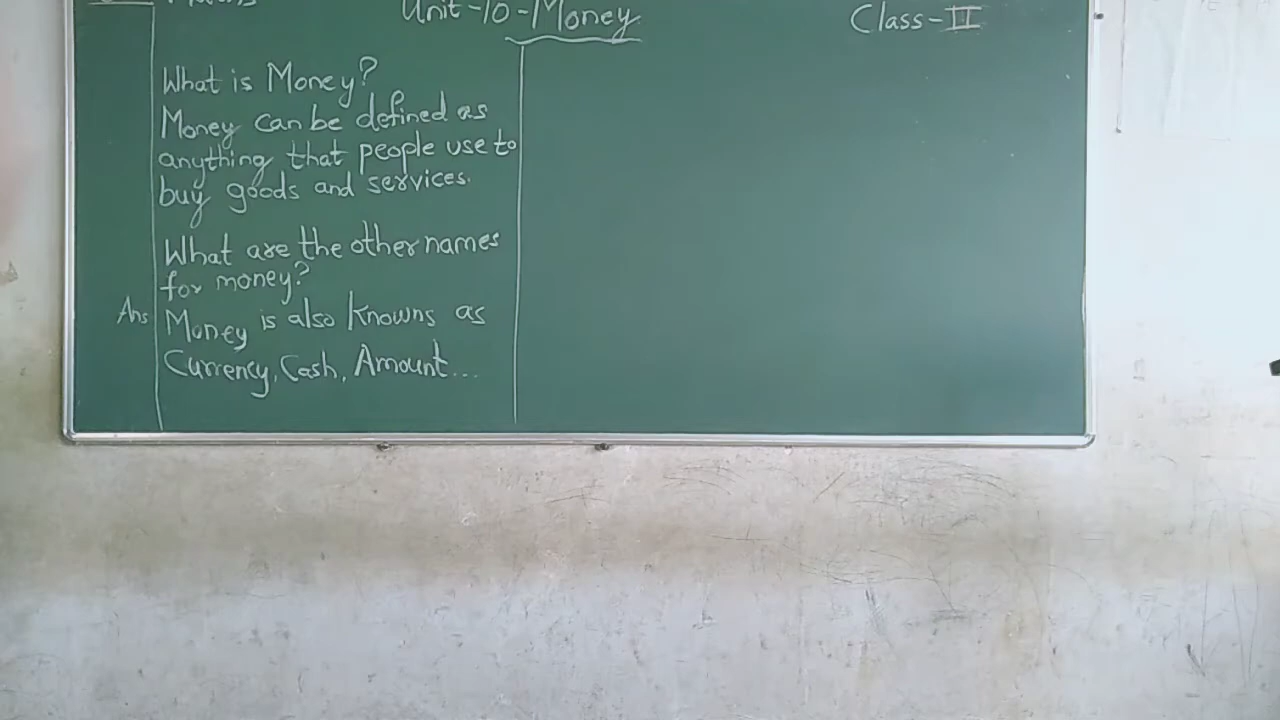 Maths
Unit-10-Money
Class-II
What is Money?
Money can be defined as
anything that people use to
buy goods and services.
What are the other names
for money?
Ans Money is also knowns as
Currency, Cash, Amount...